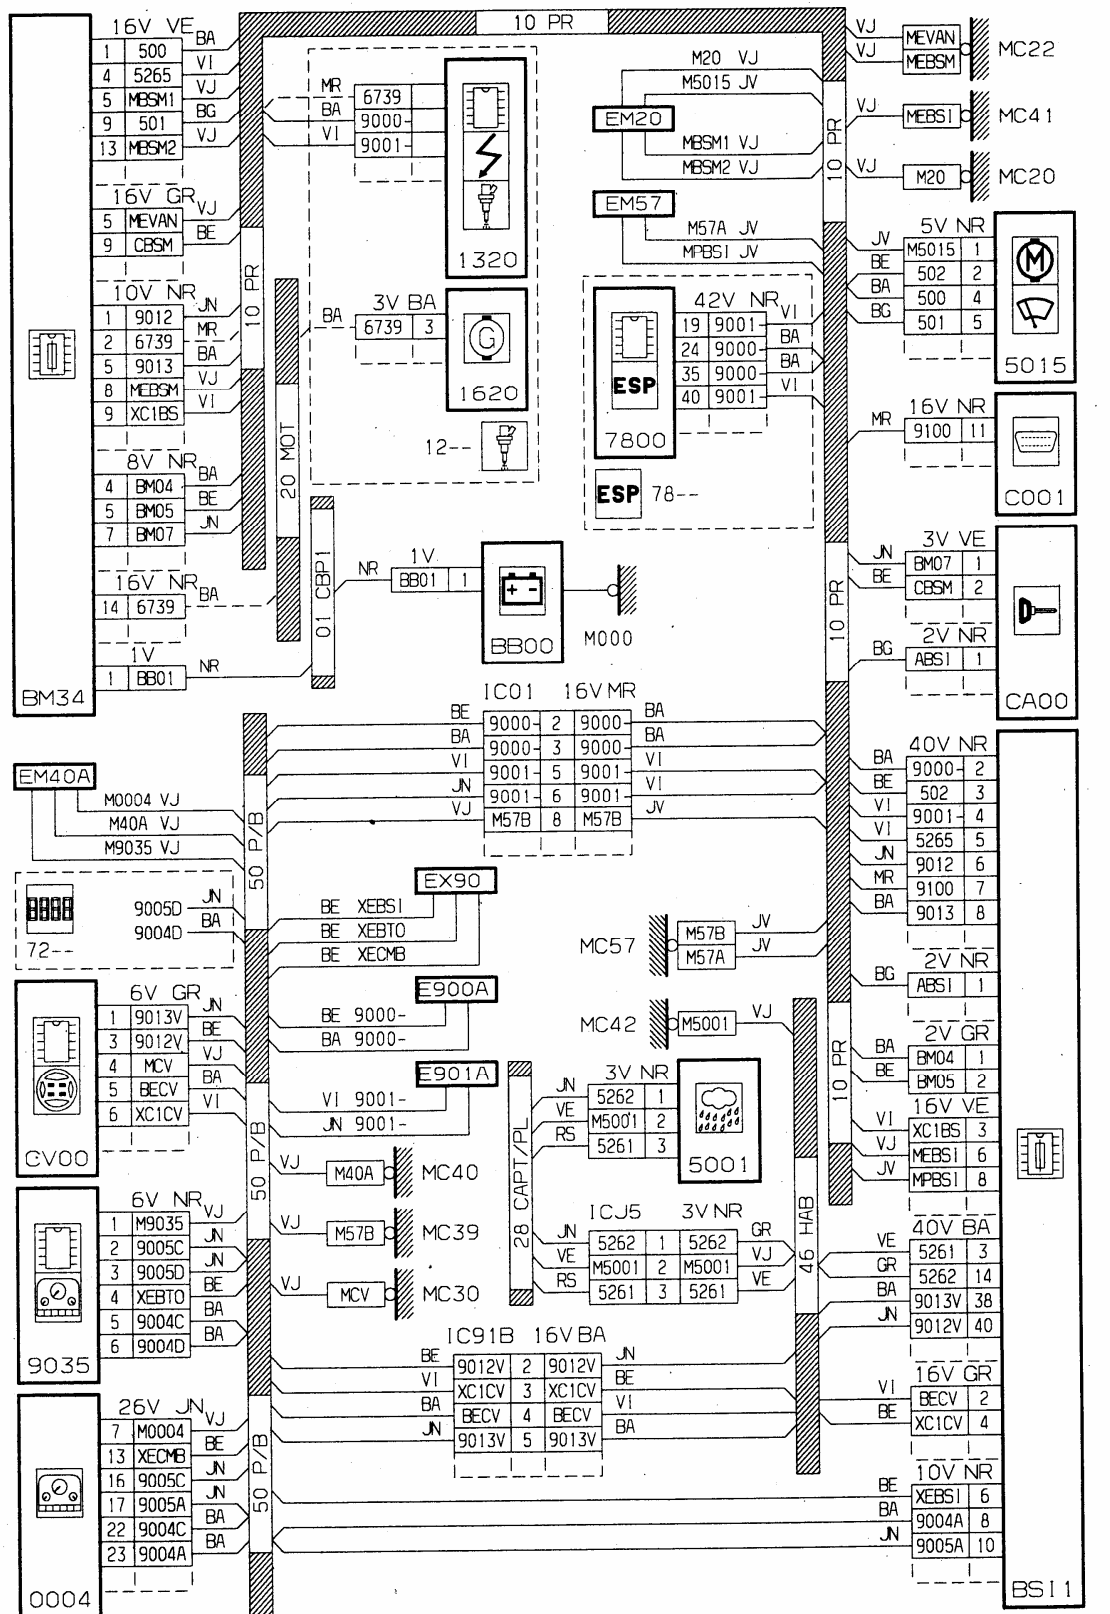 10 PR
16V VE
1 500 BA
4 5265 VI
5 MBSM1 VJ
9 501 BG
13 MBSM2 VJ
16V GR
5 MEVAN VJ
9 CBSM BE
10V NR
1 9012 JN
2 6739 MR
5 9013 BA
8 MEBSM VJ
9 XC1BS VI
8V NR
4 BM04 BA
5 BM05 BE
7 BM07 JN
16V NR
14 6739 BA
1V
1 BB01 NR
BM34
10 PR
20 MOT
01 CBP1
MR 6739
BA 9000-
VI 9001-
1320
3V BA
BA 6739 3
G
1620
12--
NR
1V
BB01 1
+ -
BB00
M000
M20 VJ
M5015 JV
EM20
MBSM1 VJ
MBSM2 VJ
EM57
M57A JV
MPBSI JV
42V NR
19 9001- VI
24 9000- BA
35 9000- BA
40 9001- VI
ESP
7800
ESP 78--
10 PR
10 PR
10 PR
VJ MEVAN
VJ MEBSM
MC22
VJ MEBSI MC41
VJ M20 MC20
5V NR
JV M5015 1
BE 502 2
BA 500 4
BG 501 5
M
5015
16V NR
MR 9100 11
C001
3V VE
JN BM07 1
BE CBSM 2
2V NR
BG ABSI 1
CA00
IC01 16V MR
BE 9000- 2 9000- BA
BA 9000- 3 9000- BA
VI 9001- 5 9001- VI
JN 9001- 6 9001- VI
VJ M57B 8 M57B JV
EM40A
M0004 VJ
M40A VJ
M9035 VJ
50 P/B
72--
9005D JN
9004D BA
EX90
BE XEBSI
BE XEBTO
BE XECMB
E900A
BE 9000-
BA 9000-
E901A
VI 9001-
JN 9001-
6V GR
1 9013V JN
3 9012V BE
4 MCV VJ
5 BECV BA
6 XC1CV VI
CV00
50 P/B
VJ M40A MC40
VJ M57B MC39
VJ MCV MC30
6V NR
1 M9035 VJ
2 9005C JN
3 9005D JN
4 XEBTO BE
5 9004C BA
6 9004D BA
9035
MC57
M57B JV
M57A JV
MC42 M5001 VJ
28 CAPT/PL
3V NR
JN 5262 1
VE M5001 2
RS 5261 3
5001
ICJ5 3V NR
JN 5262 1 5262 GR
VE M5001 2 M5001 VJ
RS 5261 3 5261 VE
46 HAB
IC91B 16V BA
BE 9012V 2 9012V JN
VI XC1CV 3 XC1CV BE
BA BECV 4 BECV VI
JN 9013V 5 9013V BA
26V JN
7 M0004 VJ
13 XECMB BE
16 9005C JN
17 9005A JN
22 9004C BA
23 9004A BA
0004
50 P/B
40V NR
BA 9000- 2
BE 502 3
VI 9001- 4
VI 5265 5
JN 9012 6
MR 9100 7
BA 9013 8
2V NR
BG ABSI 1
2V GR
BA BM04 1
BE BM05 2
16V VE
VI XC1BS 3
VJ MEBSI 6
JV MPBSI 8
40V BA
VE 5261 3
GR 5262 14
BA 9013V 38
JN 9012V 40
16V GR
VI BECV 2
BE XC1CV 4
10V NR
BE XEBSI 6
BA 9004A 8
JN 9005A 10
BSI1